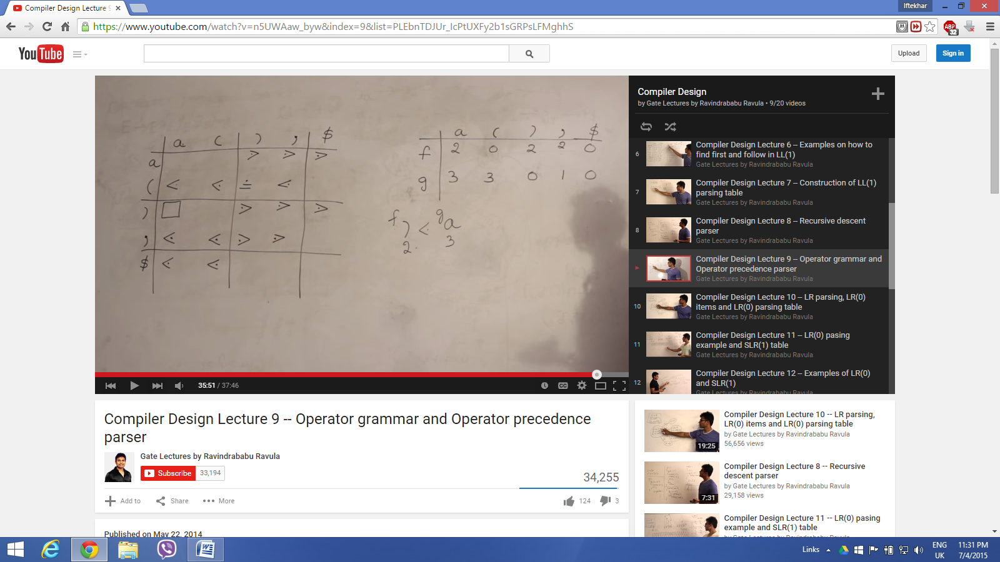 Compiler Design Lecture 9
Iftekhar
https://www.youtube.com/watch?v=n5UWAaw_byw&index=9&list=PLEbnTDJUr_IcPtUXFy2b1sGRPsLFMghhS
ABP
32
YouTube
Upload
Sign in
a ( ) , $
a ⋗ ⋗ ⋗
( ⋖ ⋖ ≐ ⋖
) ⋗ ⋗ ⋗
, ⋖ ⋖ ⋗ ⋗
$ ⋖ ⋖
a ( ) , $
f 2 0 2 2 0
g 3 3 0 1 0
f ) ⋖ g a
2. 3
35:51 / 37:46
CC
Compiler Design
by Gate Lectures by Ravindrababu Ravula • 9/20 videos
6
Compiler Design Lecture 6 – Examples on how to
find first and follow in LL(1)
Gate Lectures by Ravindrababu Ravula
7
Compiler Design Lecture 7 – Construction of LL(1)
parsing table
Gate Lectures by Ravindrababu Ravula
8
Compiler Design Lecture 8 – Recursive descent
parser
Gate Lectures by Ravindrababu Ravula
Compiler Design Lecture 9 – Operator grammar and
Operator precedence parser
Gate Lectures by Ravindrababu Ravula
10
Compiler Design Lecture 10 – LR parsing, LR(0)
items and LR(0) parsing table
Gate Lectures by Ravindrababu Ravula
11
Compiler Design Lecture 11 – LR(0) pasing
example and SLR(1) table
Gate Lectures by Ravindrababu Ravula
12
Compiler Design Lecture 12 – Examples of LR(0)
and SLR(1)
Gate Lectures by Ravindrababu Ravula
Compiler Design Lecture 9 -- Operator grammar and Operator precedence
parser
Gate Lectures by Ravindrababu Ravula
Subscribe 33,194
34,255
Add to Share More
124 3
Published on May 22, 2014
Compiler Design Lecture 10 -- LR parsing,
LR(0) items and LR(0) parsing table
by Gate Lectures by Ravindrababu Ravula
56,656 views
19:25
Compiler Design Lecture 8 -- Recursive
descent parser
by Gate Lectures by Ravindrababu Ravula
29,158 views
7:31
Compiler Design Lecture 11 -- LR(0) pasing
example and SLR(1) table
by Gate Lectures by Ravindrababu Ravula
Links
ENG
UK
11:31 PM
7/4/2015